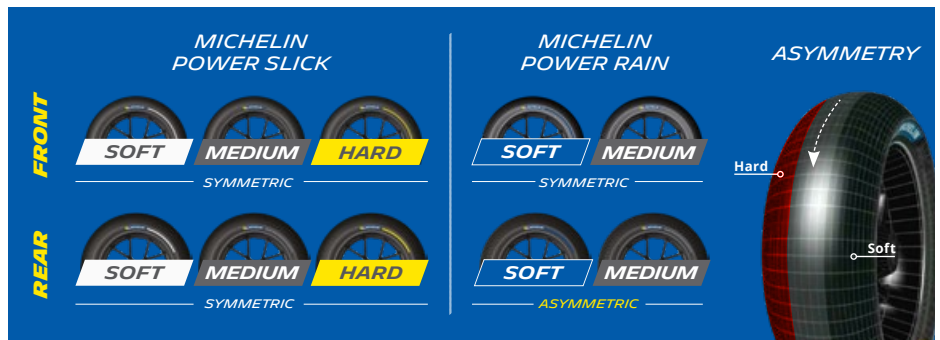 MICHELIN
POWER SLICK
MICHELIN
POWER RAIN
ASYMMETRY
FRONT
SOFT
MEDIUM
HARD
SYMMETRIC
SOFT
MEDIUM
SYMMETRIC
Hard
Soft
REAR
SOFT
MEDIUM
HARD
SYMMETRIC
SOFT
MEDIUM
ASYMMETRIC